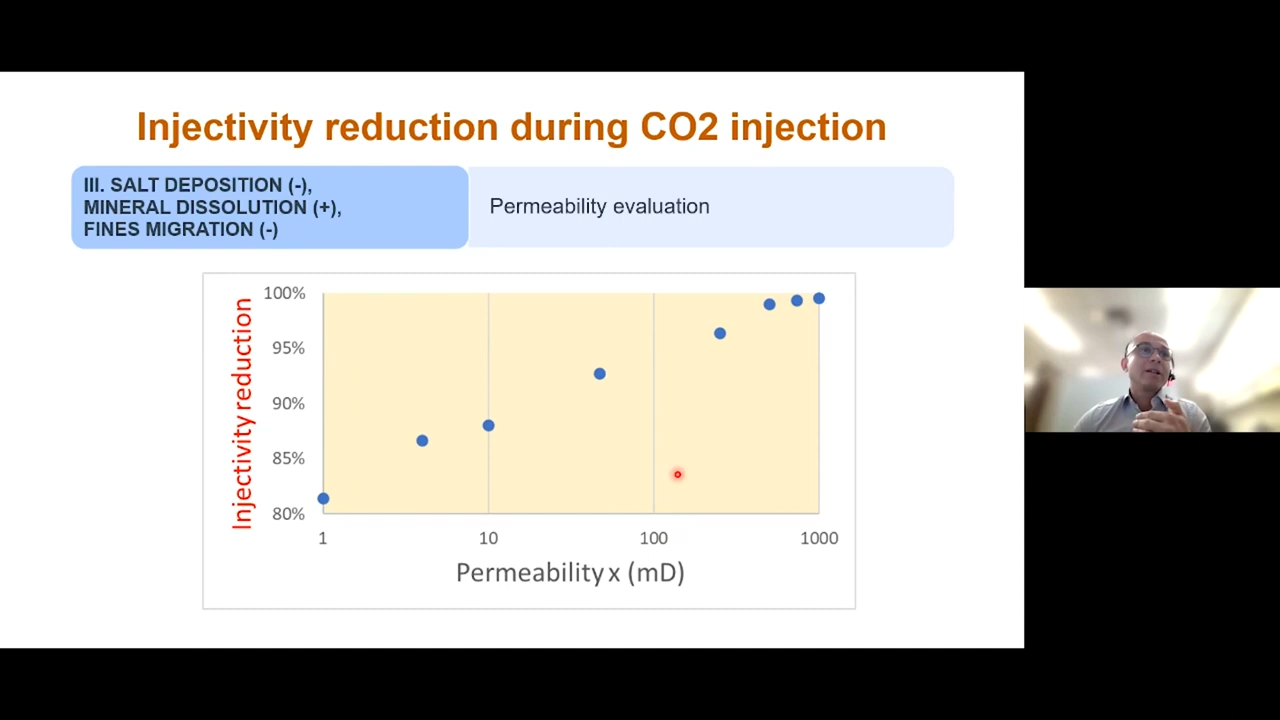 Injectivity reduction during CO2 injection
III. SALT DEPOSITION (-),
MINERAL DISSOLUTION (+),
FINES MIGRATION (-)
Permeability evaluation
Injectivity reduction
100%
95%
90%
85%
80%
1
10
100
1000
Permeability x (mD)